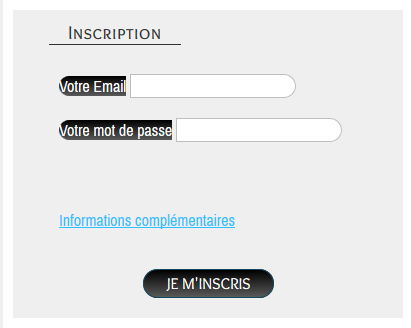 Inscription
Votre Email
Votre mot de passe
Informations complémentaires
JE M'INSCRIS